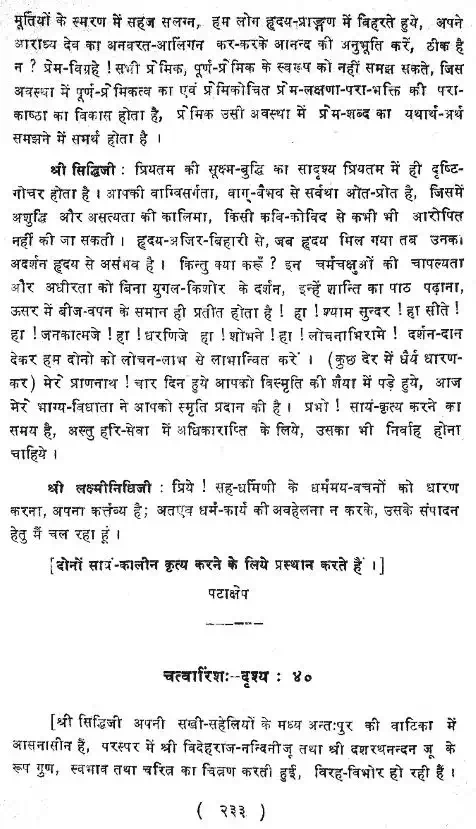 मूर्तियों के स्मरण में सहज संलग्न, हम लोग हृदय-प्राङ्गण में विहरते हुये, अपने
आराध्य देव का अनवरत-आलिंगन कर-करके आनन्द की अनुभूति करें, ठीक है
न ? प्रेम-विग्रहे ! सभी प्रेमिक, पूर्ण-प्रेमिक के स्वरूप को नहीं समझ सकते, जिस
अवस्था में पूर्ण-प्रेमिकत्व का एवं प्रेमिकोचित प्रेम-लक्षणा-परा-भक्ति की परा-
काष्ठा का विकास होता है, प्रेमिक उसी अवस्था में प्रेम-शब्द का यथार्थ-अर्थ
समझने में समर्थ होता है ।
श्री सिद्धिजी : प्रियतम की सूक्ष्म-बुद्धि का सादृश्य प्रियतम में ही दृष्टि-
गोचर होता है । आपकी वाग्विसर्गता, वाग्-वैभव से सर्वथा ओत-प्रोत है, जिसमें
अशुद्धि और असत्यता की कालिमा, किसी कवि-कोविद से कभी भी आरोपित
नहीं की जा सकती । हृदय-अजिर-बिहारी से, जब हृदय मिल गया तब उनका
अदर्शन हृदय से असंभव है । किन्तु क्या करूँ ? इन चर्मचक्षुओं की चापल्यता
और अधीरता को बिना युगल-किशोर के दर्शन, इन्हें शान्ति का पाठ पढ़ाना,
ऊसर में बीज-वपन के समान ही प्रतीत होता है ! हा ! श्याम सुन्दर ! हा सीते !
हा ! जनकात्मजे ! हा ! धरणिजे ! हा ! शोभने ! हा ! लोचनाभिरामे ! दर्शन-दान
देकर हम दोनो को लोचन-लाभ से लाभान्वित करें । (कुछ देर में धैर्य धारण-
कर) मेरे प्राणनाथ ! चार दिन हुये आपको विस्मृति की शैया में पड़े हुये, आज
मेरे भाग्य-विधाता ने आपको स्मृति प्रदान की है । प्रभो ! सायं-कृत्य करने का
समय है, अस्तु हरि-सेवा में अधिकाराप्ति के लिये, उसका भी निर्वाह होना
चाहिये ।
श्री लक्ष्मीनिधिजी : प्रिये ! सह-धर्मिणी के धर्ममय-वचनों को धारण
करना, अपना कर्त्तव्य है; अतएव धर्म-कार्य की अवहेलना न करके, उसके संपादन
हेतु मैं चल रहा हूं ।
[दोनों सायं-कालीन कृत्य करने के लिये प्रस्थान करते हैं ।]
पटाक्षेप
चत्वारिंशः--दृश्य : ४०
[श्री सिद्धिजी अपनी सखी-सहेलियों के मध्य अन्तःपुर की वाटिका में
आसनासीन हैं, परस्पर में श्री विदेहराज-नन्दिनीजू तथा श्री दशरथनन्दन जू के
रूप गुण, स्वभाव तथा चरित्र का चित्रण करती हुई, विरह-विभोर हो रही हैं ।
( २३३ )